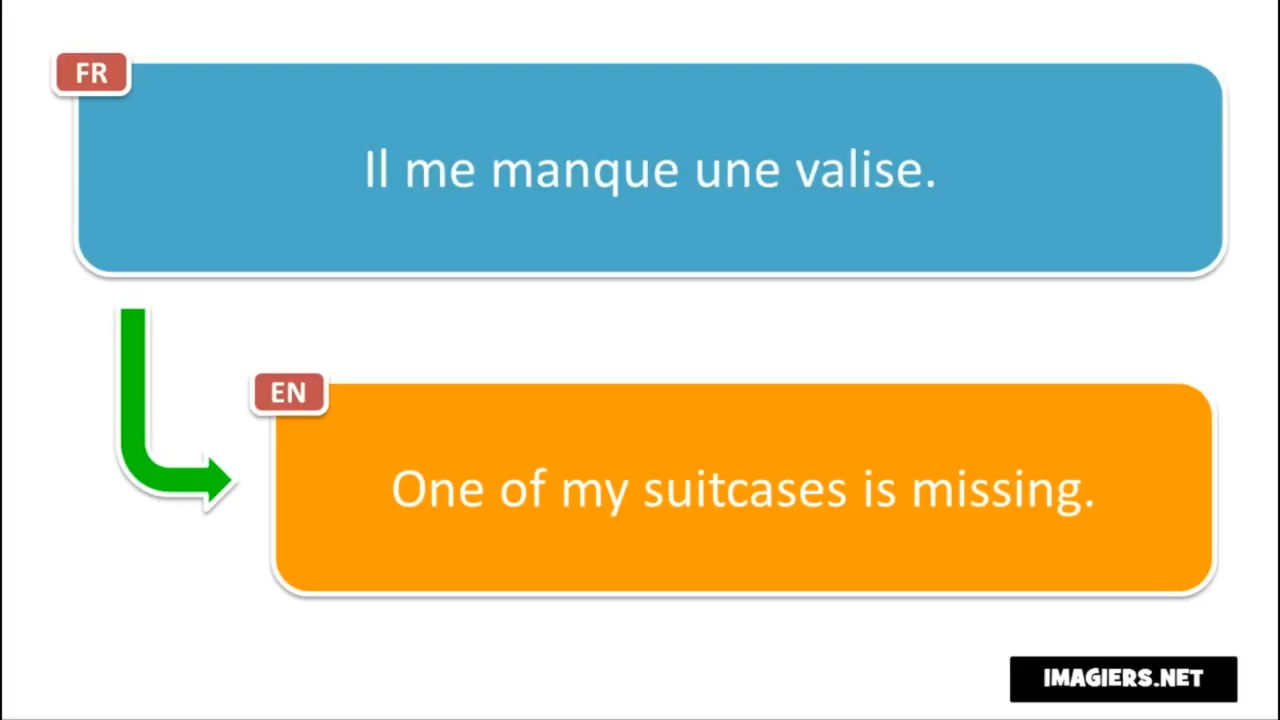 FR
Il me manque une valise.
EN
One of my suitcases is missing.
IMAGIERS.NET